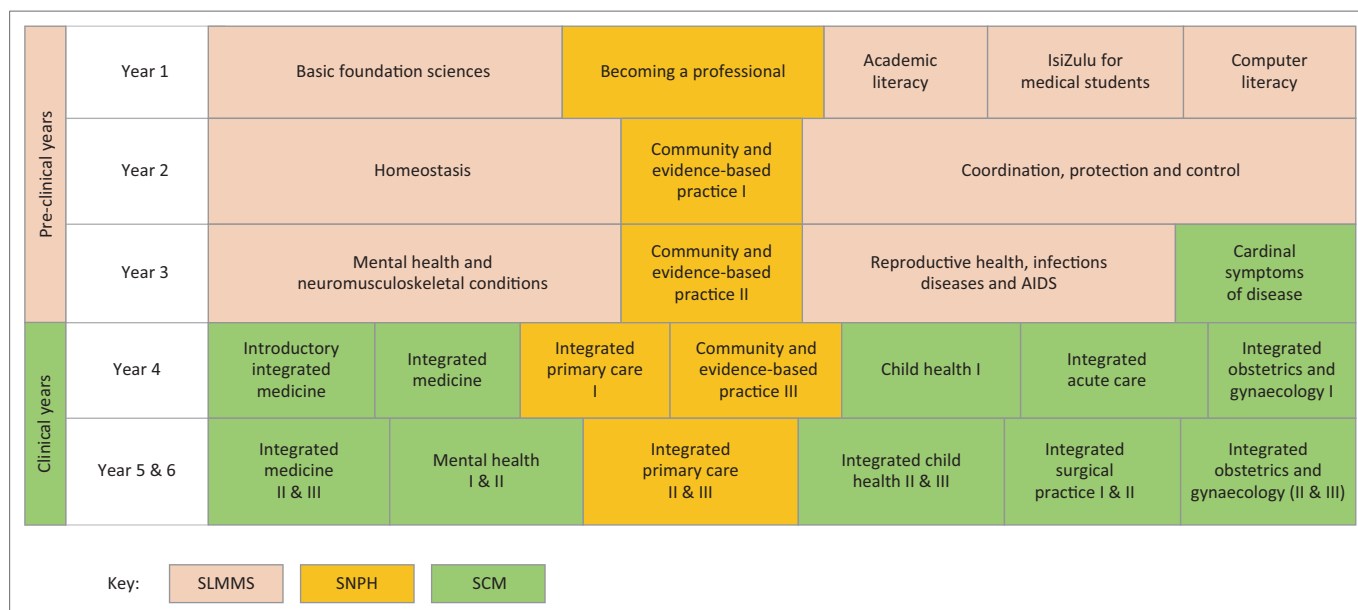 Pre-clinical years
Year 1
Basic foundation sciences
Becoming a professional
Academic
literacy
IsiZulu for
medical students
Computer
literacy
Year 2
Homeostasis
Community and
evidence-based
practice I
Coordination, protection and control
Year 3
Mental health and
neuromusculoskeletal conditions
Community and
evidence-based
practice II
Reproductive health, infections
diseases and AIDS
Cardinal
symptoms
of disease
Clinical years
Year 4
Introductory
integrated
medicine
Integrated
medicine
Integrated
primary care
I
Community and
evidence-based
practice III
Child health I
Integrated
acute care
Integrated
obstetrics and
gynaecology I
Year 5 & 6
Integrated
medicine
II & III
Mental health
I & II
Integrated
primary care
II & III
Integrated child
health II & III
Integrated
surgical
practice I & II
Integrated
obstetrics and
gynaecology (II & III)
Key:
SLMMS
SNPH
SCM